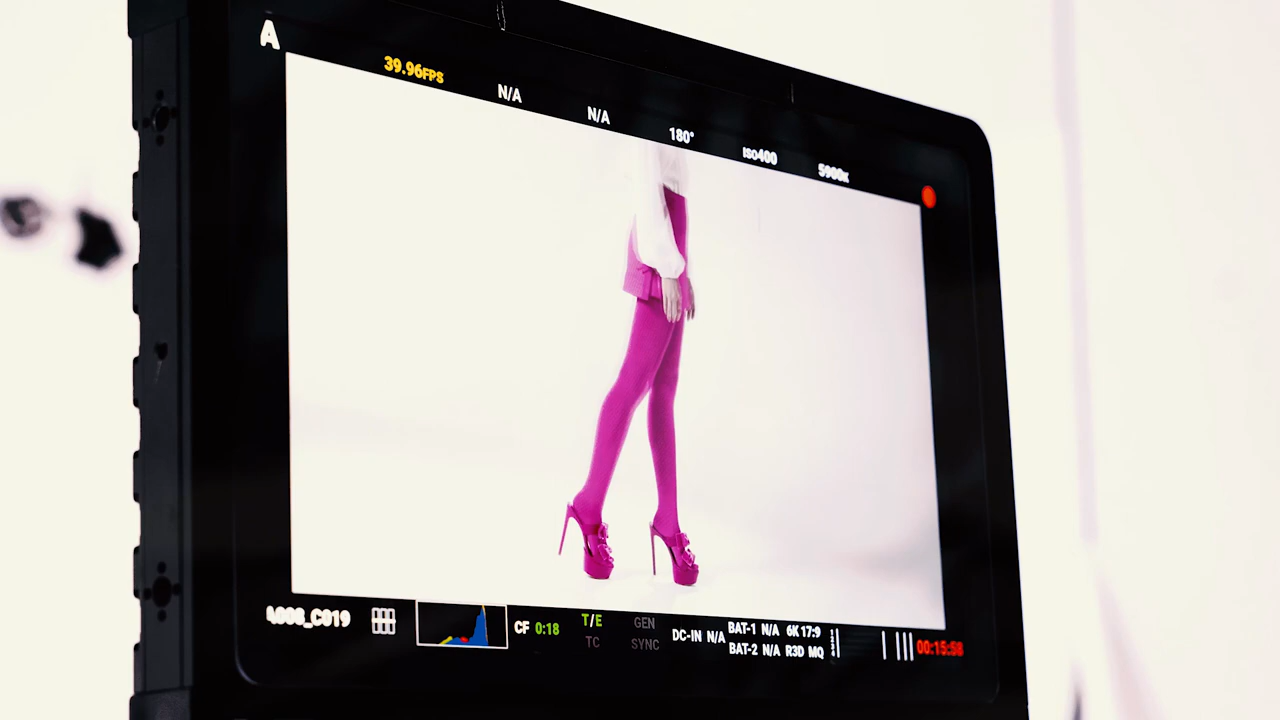 A
39.96FPS N/A N/A 180° ISO400 5900K
C019 CF 0:18 T/E GEN DC-IN N/A BAT-1 N/A 6K 17:9 00:15:58
TC SYNC BAT-2 N/A R3D MQ